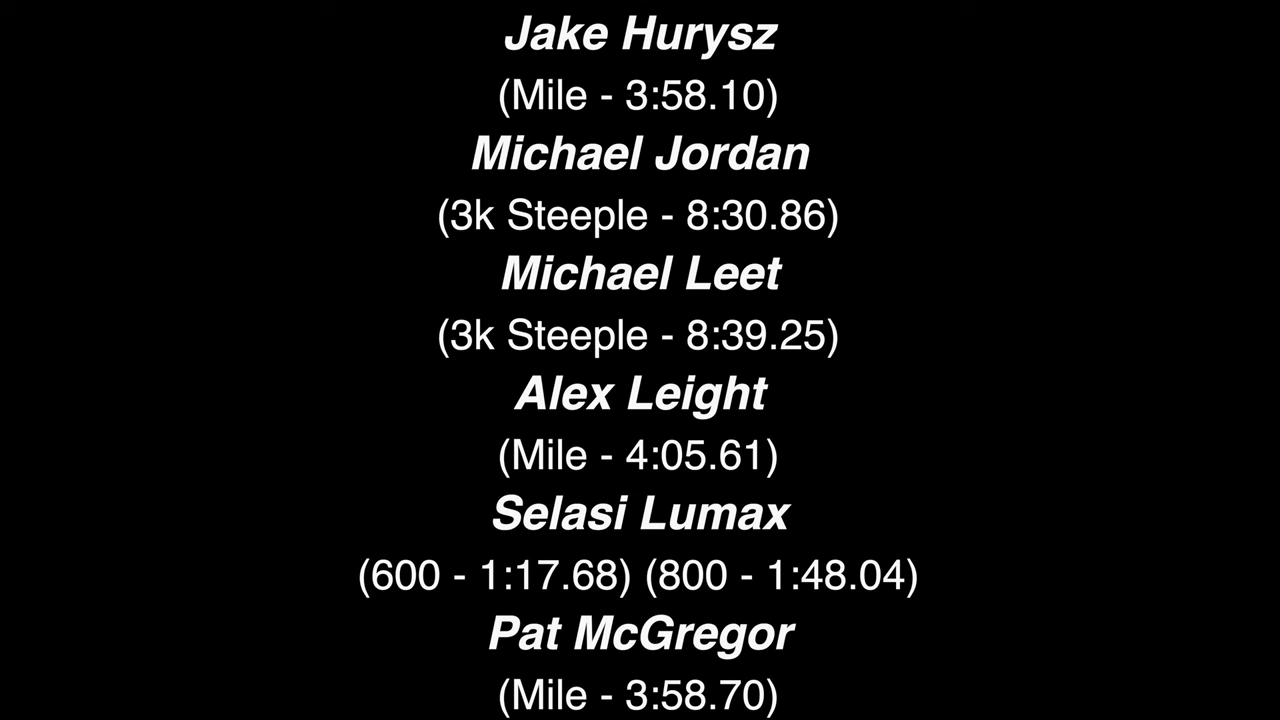 Jake Hurysz
(Mile - 3:58.10)
Michael Jordan
(3k Steeple - 8:30.86)
Michael Leet
(3k Steeple - 8:39.25)
Alex Leight
(Mile - 4:05.61)
Selasi Lumax
(600 - 1:17.68) (800 - 1:48.04)
Pat McGregor
(Mile - 3:58.70)